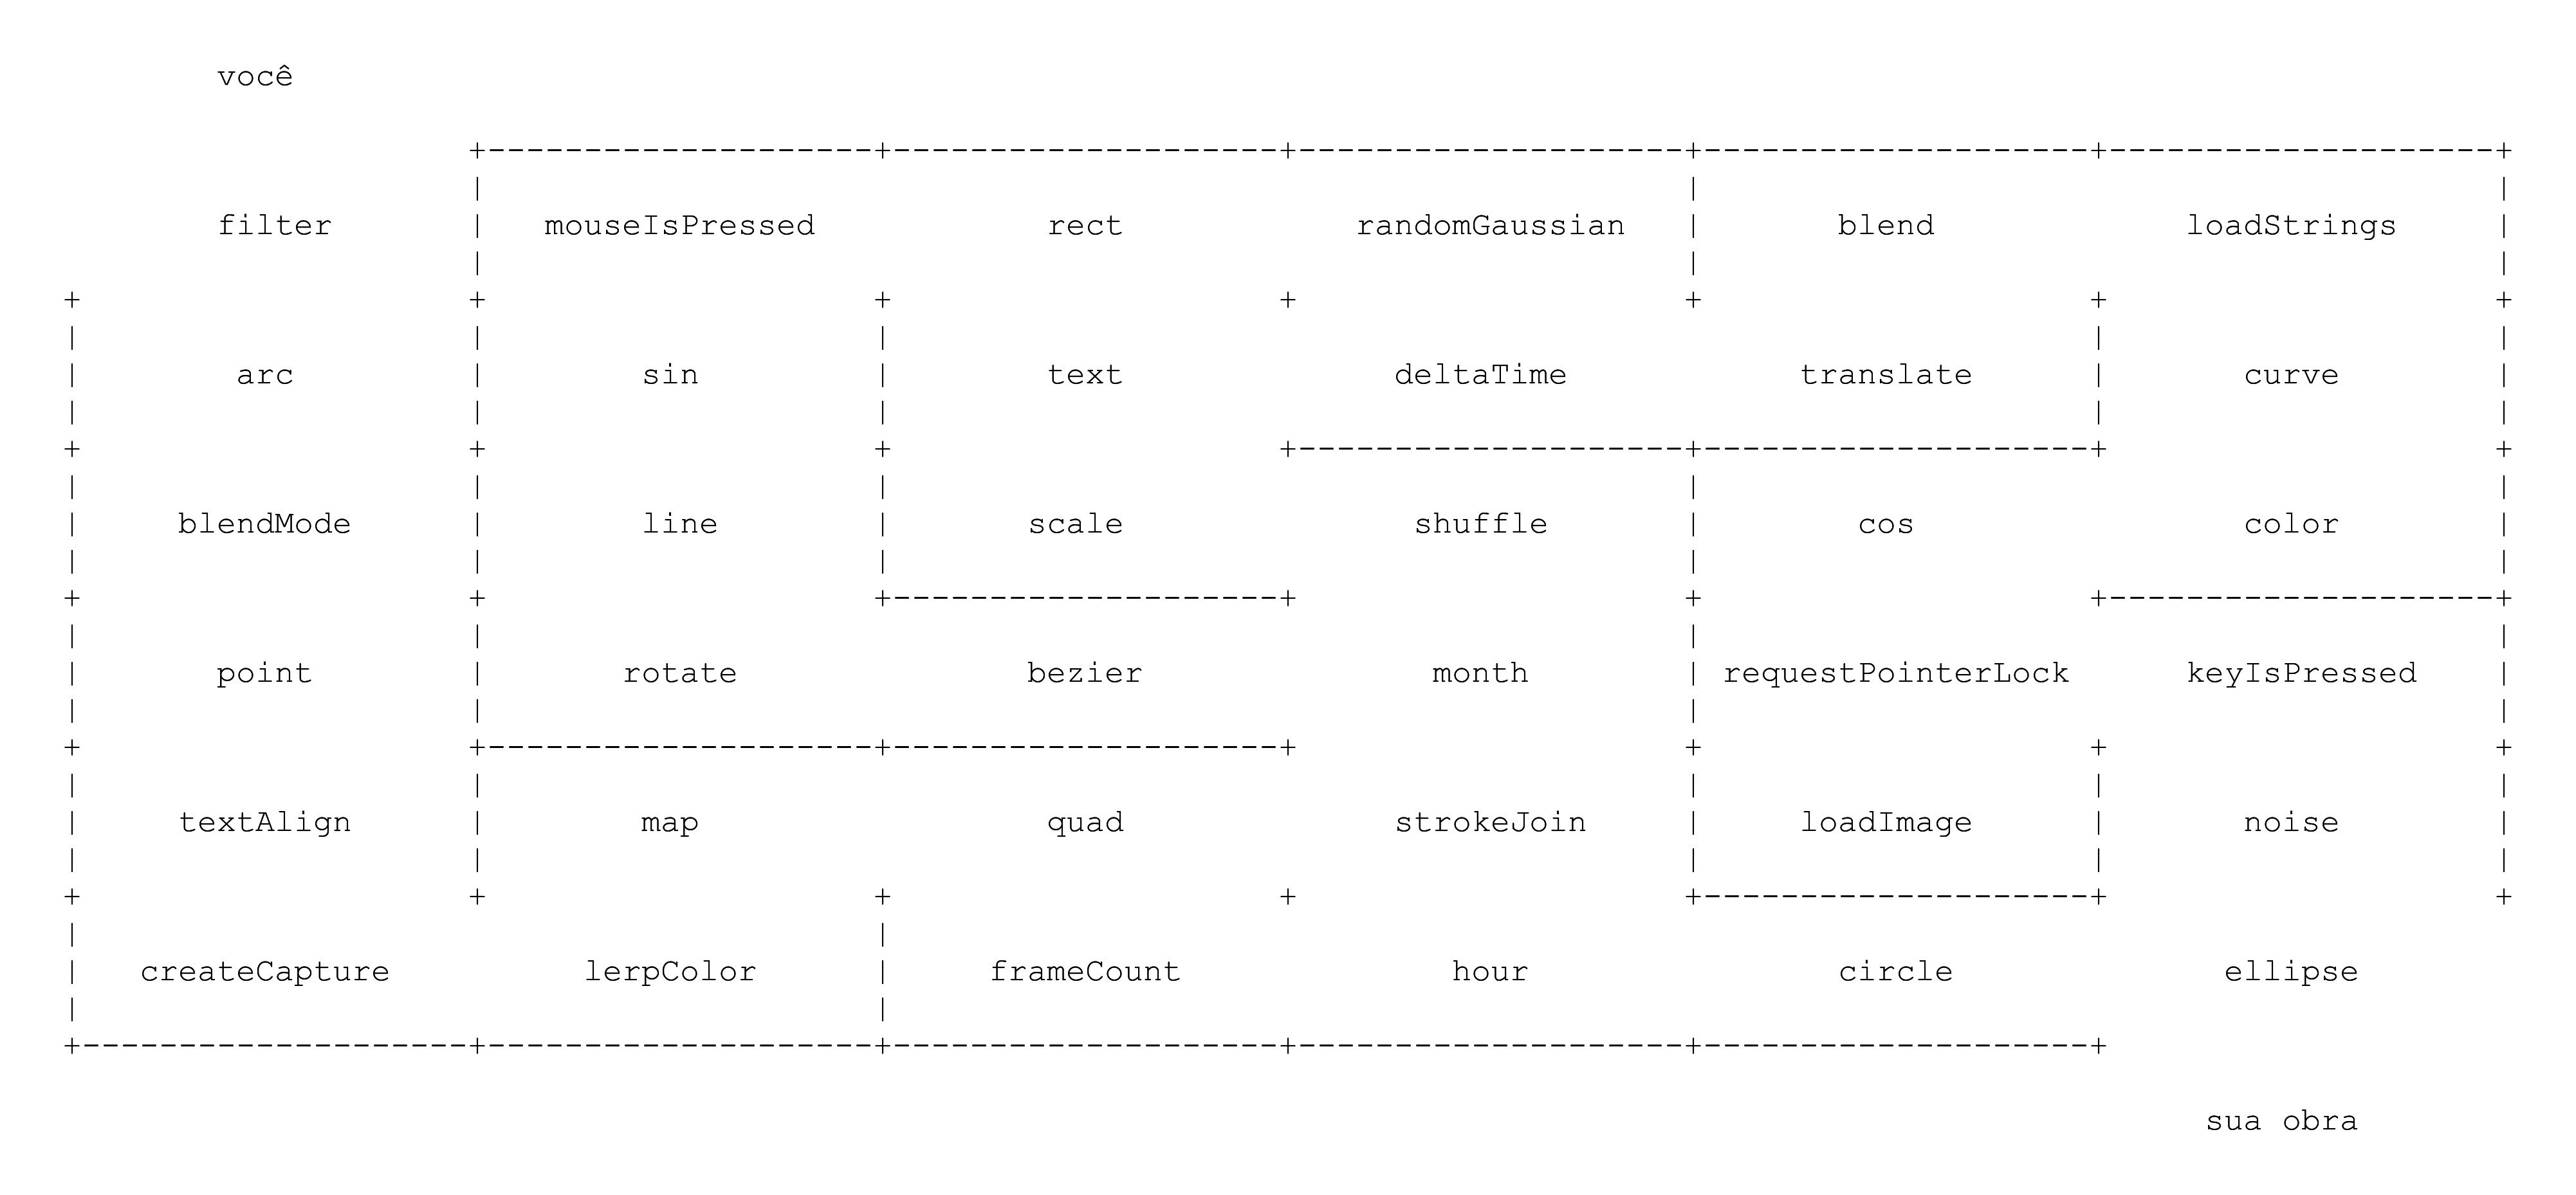 você
filter mouseIsPressed rect randomGaussian blend loadStrings
arc sin text deltaTime translate curve
blendMode line scale shuffle cos color
point rotate bezier month requestPointerLock keyIsPressed
textAlign map quad strokeJoin loadImage noise
createCapture lerpColor frameCount hour circle ellipse
sua obra